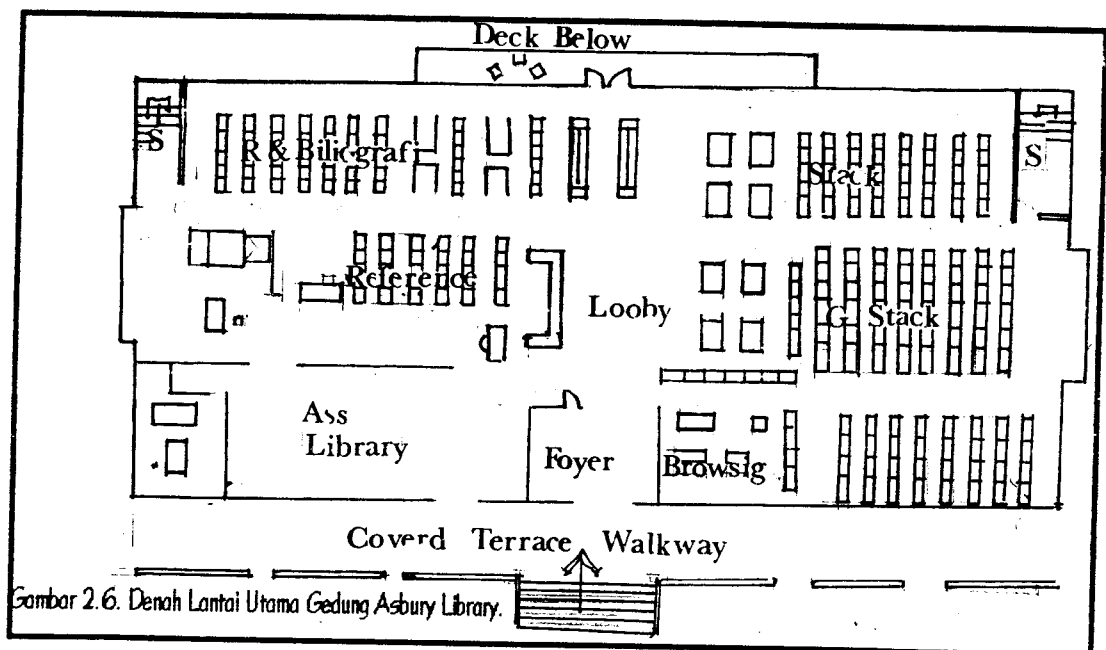 Deck Below
S
R & Biliografi
Stack
S
Reference
Looby
G. Stack
Ass
Library
Foyer
Browsig
Coverd Terrace Walkway
Gambar 2.6. Denah Lantai Utama Gedung Asbury Library.